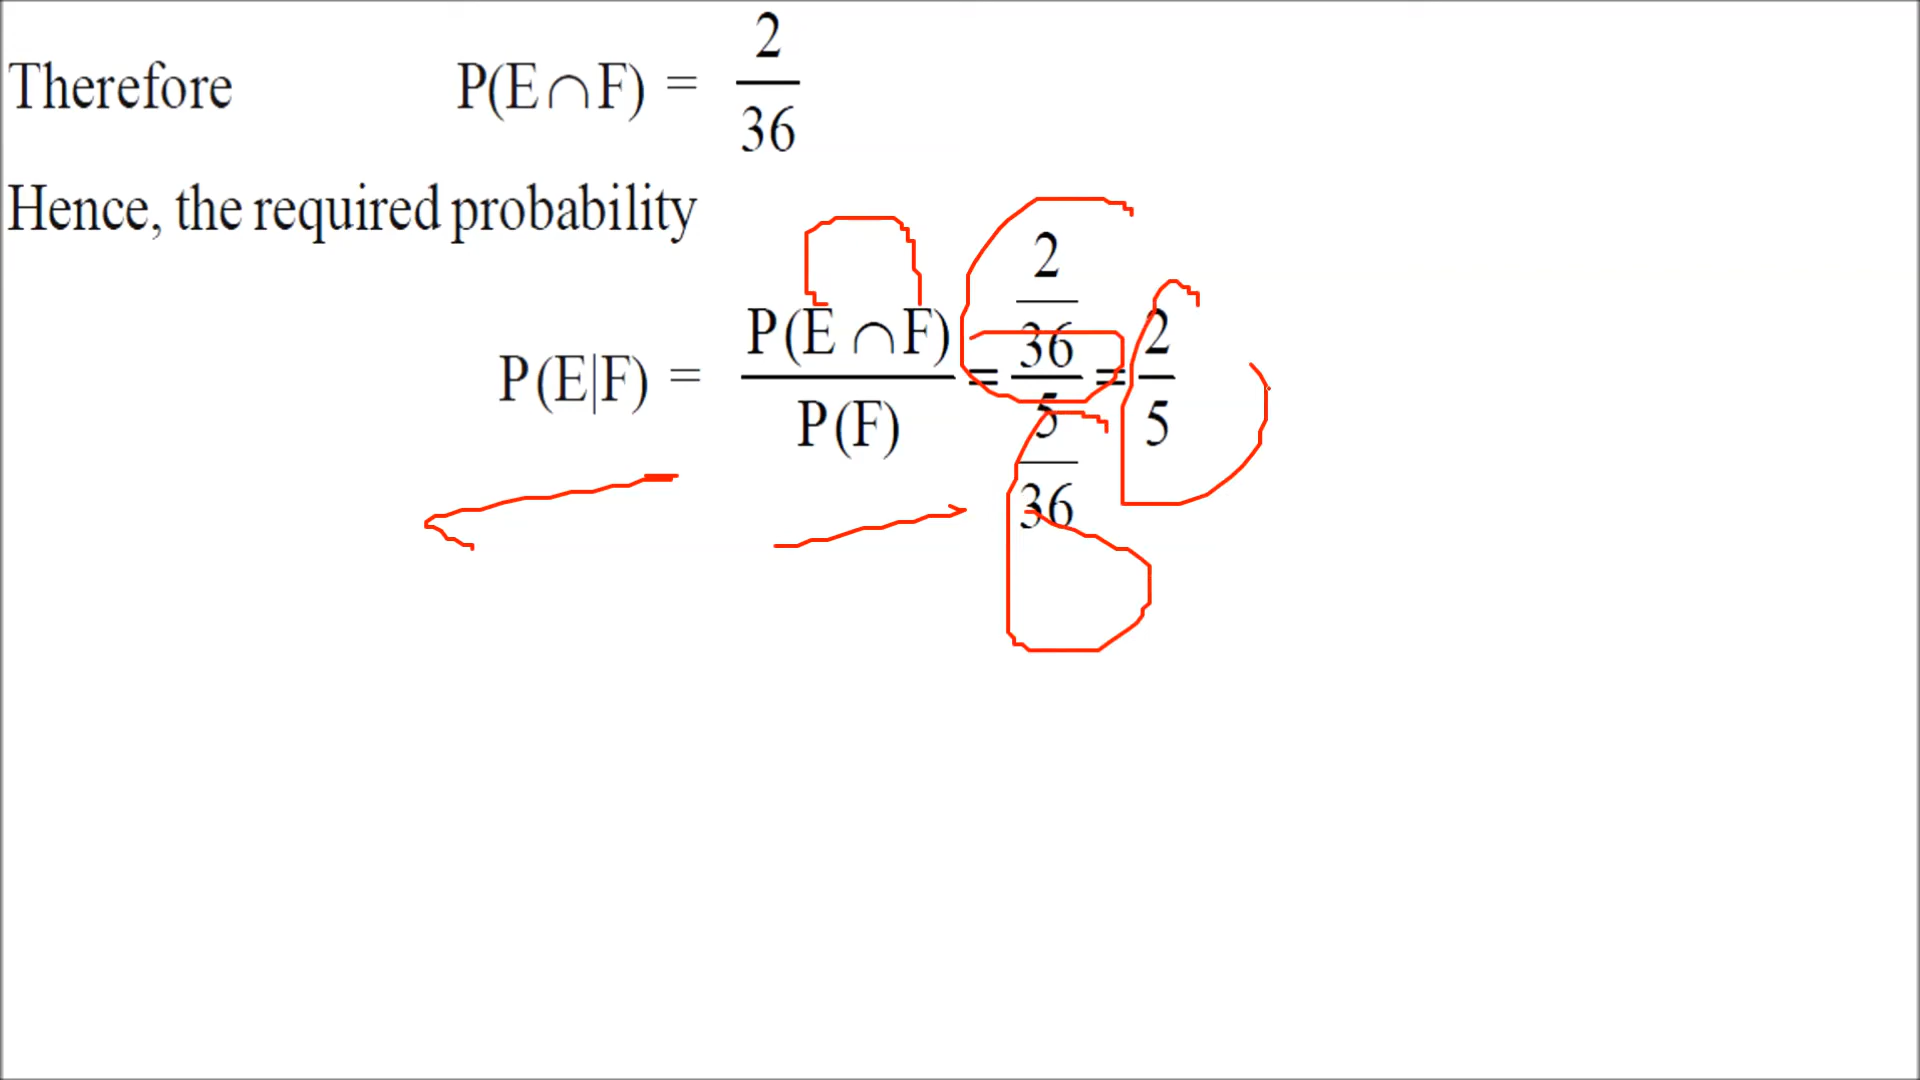 Therefore P(E∩F) = 2/36
Hence, the required probability
P(E|F) = P(E ∩F)/P(F) = (2/36)/(5/36) = 2/5